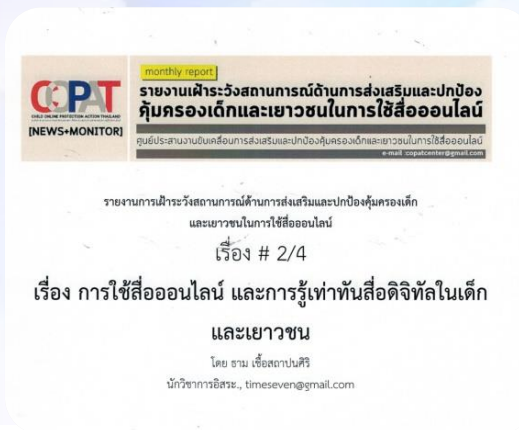 COPAT
CHILD ONLINE PROTECTION ACTION THAILAND
[NEWS+MONITOR]
monthly report
รายงานเฝ้าระวังสถานการณ์ด้านการส่งเสริมและปกป้อง
คุ้มครองเด็กและเยาวชนในการใช้สื่อออนไลน์
ศูนย์ประสานงานขับเคลื่อนการส่งเสริมและปกป้องคุ้มครองเด็กและเยาวชนในการใช้สื่อออนไลน์
e-mail :copatcenter@gmail.com
รายงานการเฝ้าระวังสถานการณ์ด้านการส่งเสริมและปกป้องคุ้มครองเด็ก
และเยาวชนในการใช้สื่อออนไลน์
เรื่อง # 2/4
เรื่อง การใช้สื่อออนไลน์ และการรู้เท่าทันสื่อดิจิทัลในเด็ก
และเยาวชน
โดย ธาม เชื้อสถาปนศิริ
นักวิชาการอิสระ., timeseven@gmail.com